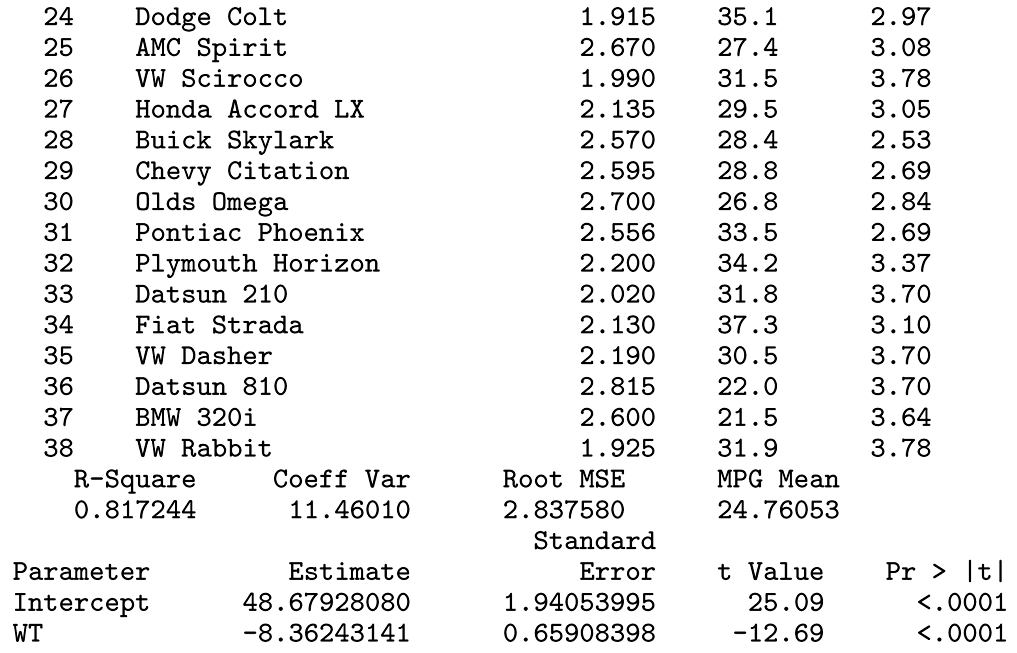 24 Dodge Colt 1.915 35.1 2.97
25 AMC Spirit 2.670 27.4 3.08
26 VW Scirocco 1.990 31.5 3.78
27 Honda Accord LX 2.135 29.5 3.05
28 Buick Skylark 2.570 28.4 2.53
29 Chevy Citation 2.595 28.8 2.69
30 Olds Omega 2.700 26.8 2.84
31 Pontiac Phoenix 2.556 33.5 2.69
32 Plymouth Horizon 2.200 34.2 3.37
33 Datsun 210 2.020 31.8 3.70
34 Fiat Strada 2.130 37.3 3.10
35 VW Dasher 2.190 30.5 3.70
36 Datsun 810 2.815 22.0 3.70
37 BMW 320i 2.600 21.5 3.64
38 VW Rabbit 1.925 31.9 3.78
R-Square Coeff Var Root MSE MPG Mean
0.817244 11.46010 2.837580 24.76053
Standard
Parameter Estimate Error t Value Pr > |t|
Intercept 48.67928080 1.94053995 25.09 <.0001
WT -8.36243141 0.65908398 -12.69 <.0001